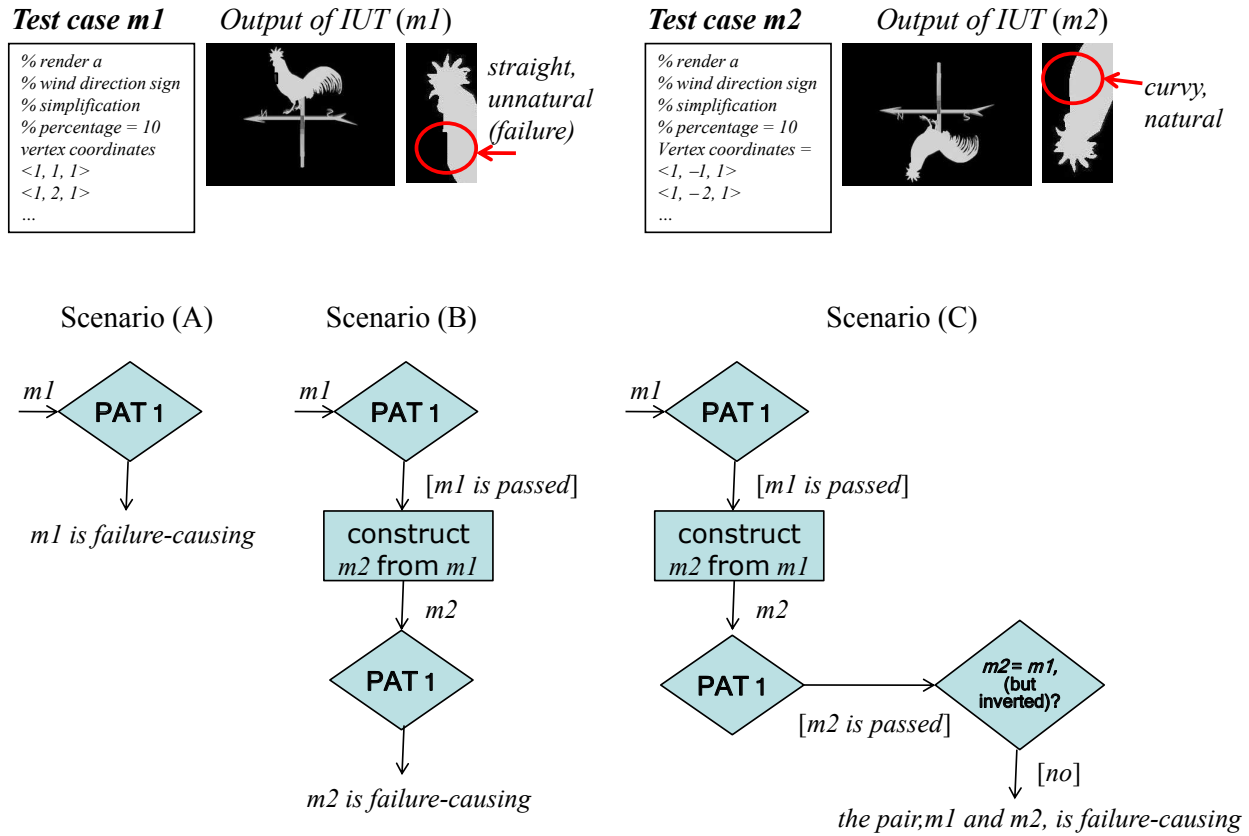 Test case m1
Output of IUT (m1)
% render a
% wind direction sign
% simplification
% percentage = 10
vertex coordinates
<1, 1, 1>
<1, 2, 1>
…
N
S
straight,
unnatural
(failure)
Test case m2
Output of IUT (m2)
% render a
% wind direction sign
% simplification
% percentage = 10
Vertex coordinates =
<1, –1, 1>
<1, –2, 1>
…
N
S
curvy,
natural
Scenario (A)
m1
PAT 1
m1 is failure-causing
Scenario (B)
m1
PAT 1
[m1 is passed]
construct
m2 from m1
m2
PAT 1
m2 is failure-causing
Scenario (C)
m1
PAT 1
[m1 is passed]
construct
m2 from m1
m2
PAT 1
[m2 is passed]
m2= m1,
(but
inverted)?
[no]
the pair,m1 and m2, is failure-causing